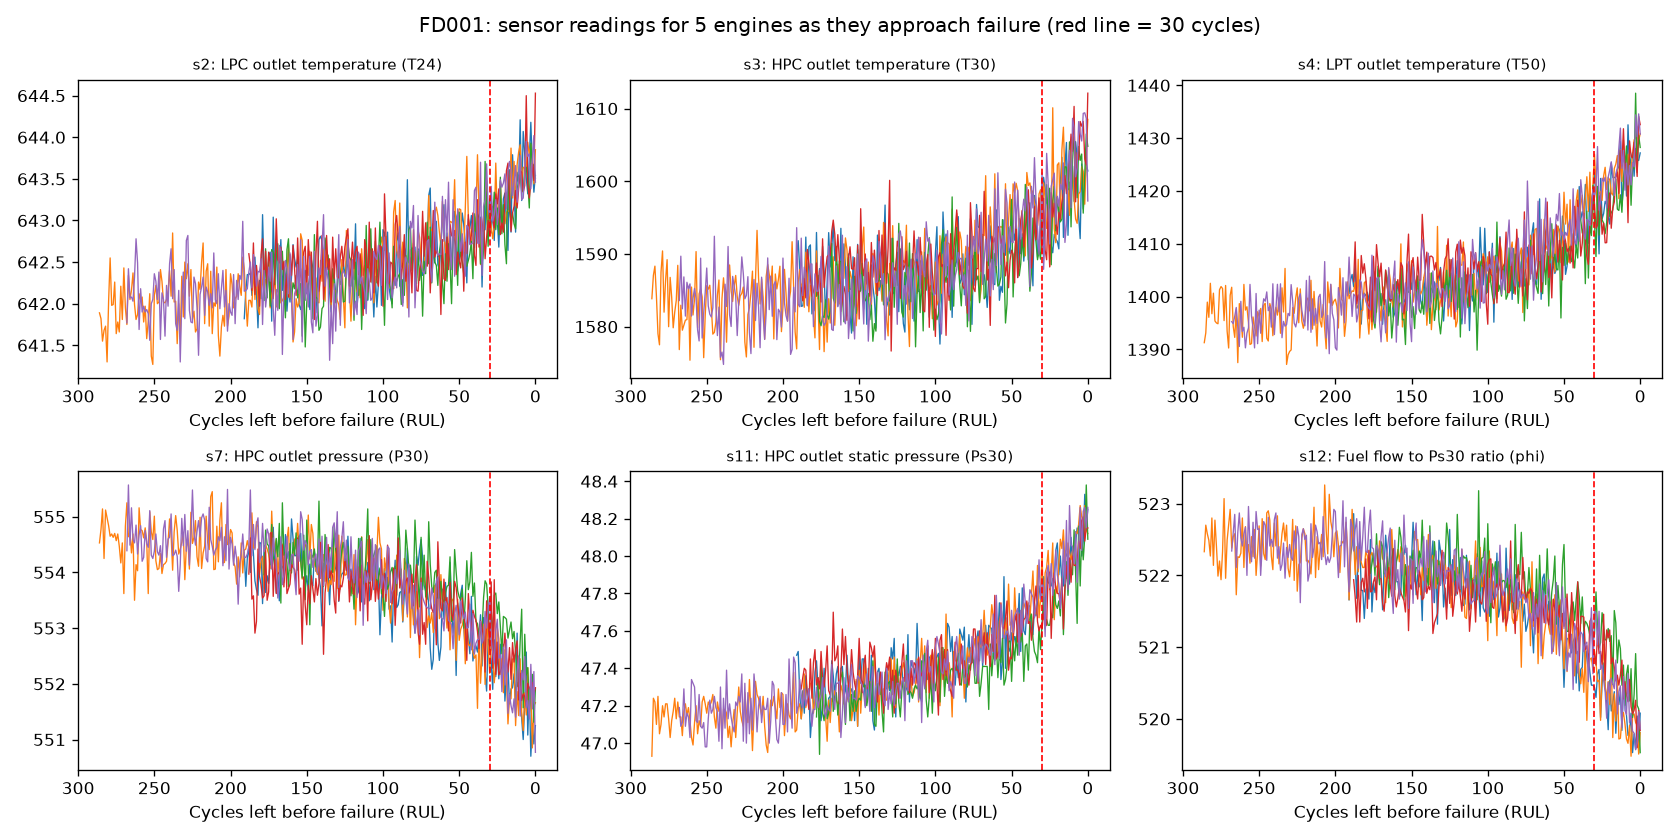 FD001: sensor readings for 5 engines as they approach failure (red line = 30 cycles)
s2: LPC outlet temperature (T24)
644.5
644.0
643.5
643.0
642.5
642.0
641.5
300 250 200 150 100 50 0
Cycles left before failure (RUL)
s3: HPC outlet temperature (T30)
1610
1600
1590
1580
300 250 200 150 100 50 0
Cycles left before failure (RUL)
s4: LPT outlet temperature (T50)
1440
1430
1420
1410
1400
1390
300 250 200 150 100 50 0
Cycles left before failure (RUL)
s7: HPC outlet pressure (P30)
555
554
553
552
551
300 250 200 150 100 50 0
Cycles left before failure (RUL)
s11: HPC outlet static pressure (Ps30)
48.4
48.2
48.0
47.8
47.6
47.4
47.2
47.0
300 250 200 150 100 50 0
Cycles left before failure (RUL)
s12: Fuel flow to Ps30 ratio (phi)
523
522
521
520
300 250 200 150 100 50 0
Cycles left before failure (RUL)